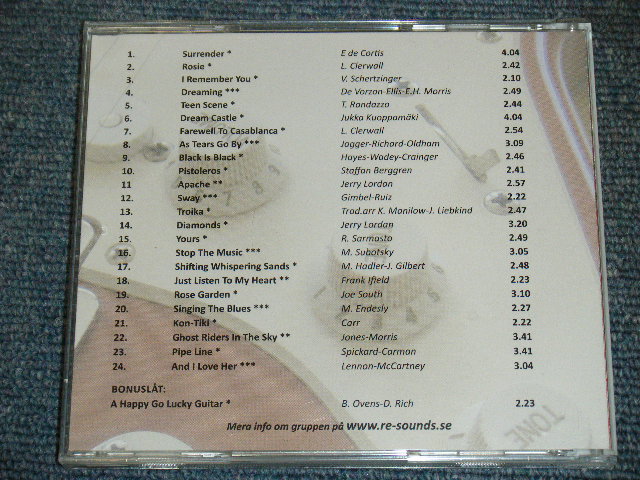 1. Surrender * E de Cortis 4.04
2. Rosie * L. Clerwall 2.42
3. I Remember You * V. Schertzinger 2.10
4. Dreaming *** De Vorzon-Ellis-E.H. Morris 2.49
5. Teen Scene * T. Randazzo 2.44
6. Dream Castle * Jukka Kuoppamäki 4.04
7. Farewell To Casablanca * L. Clerwall 2.54
8. As Tears Go By *** Jagger-Richard-Oldham 3.09
9. Black Is Black * Hayes-Wadey-Crainger 2.46
10. Pistoleros * Staffan Berggren 2.41
11. Apache ** Jerry Lordan 2.57
12. Sway *** Gimbel-Ruiz 2.22
13. Troika * Trad.arr K. Manilow-J. Liebkind 2.47
14. Diamonds * Jerry Lordan 3.20
15. Yours * R. Sarmasto 2.49
16. Stop The Music *** M. Subotsky 3.05
17. Shifting Whispering Sands * M. Hadler-J. Gilbert 2.48
18. Just Listen To My Heart ** Frank Ifield 2.23
19. Rose Garden * Joe South 3.10
20. Singing The Blues *** M. Endesly 2.27
21. Kon-Tiki * Carr 2.22
22. Ghost Riders In The Sky ** Jones-Morris 3.41
23. Pipe Line * Spickard-Carmon 3.41
24. And I Love Her *** Lennon-McCartney 3.04
BONUSLÅT:
A Happy Go Lucky Guitar * B. Ovens-D. Rich 2.23
Mera info om gruppen på www.re-sounds.se
TONE